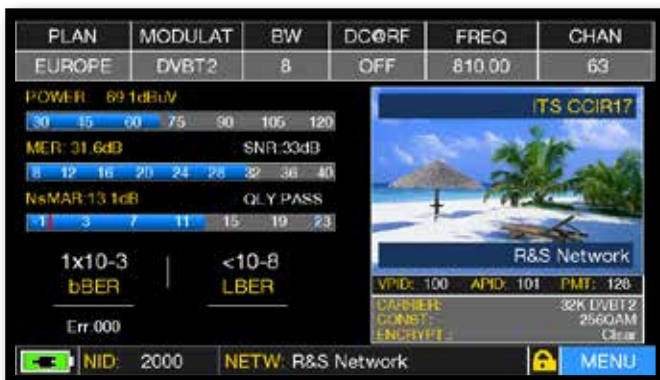 PLAN MODULAT BW DC@RF FREQ CHAN
EUROPE DVBT2 8 OFF 810.00 63
POWER: 69.1dBuV
30 45 60 75 90 105 120
MER: 31.6dB SNR:33dB
8 12 16 20 24 28 32 36 40
NsMAR:13.1dB QLY:PASS
-1 3 7 11 15 19 23
1x10-3 <10-8
bBER LBER
Err:000
ITS CCIR17
R&S Network
VPID: 100 APID: 101 PMT: 128
CARRIER: 32K DVBT2
CONST.: 256QAM
ENCRYPT.: Clear
NID: 2000 NETW: R&S Network MENU